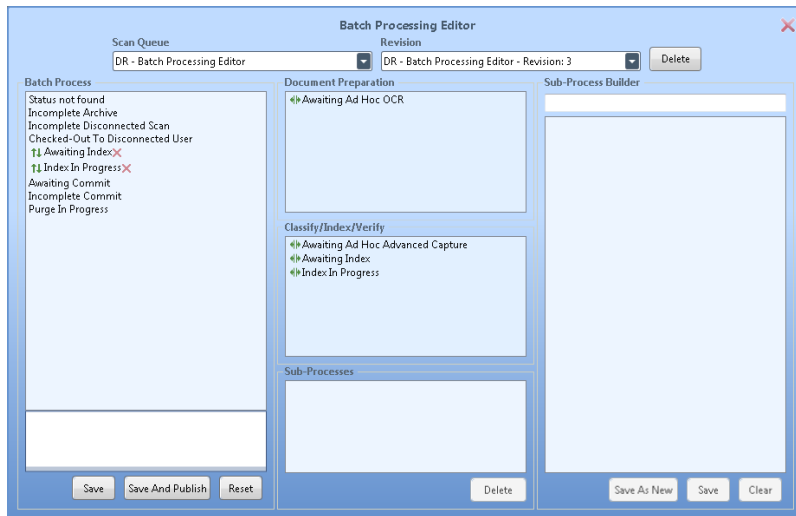 Batch Processing Editor
Scan Queue
Revision
DR - Batch Processing Editor
DR - Batch Processing Editor - Revision: 3
Delete
Batch Process
Status not found
Incomplete Archive
Incomplete Disconnected Scan
Checked-Out To Disconnected User
Awaiting Index
Index In Progress
Awaiting Commit
Incomplete Commit
Purge In Progress
Save
Save And Publish
Reset
Document Preparation
Awaiting Ad Hoc OCR
Classify/Index/Verify
Awaiting Ad Hoc Advanced Capture
Awaiting Index
Index In Progress
Sub-Processes
Delete
Sub-Process Builder
Save As New
Save
Clear